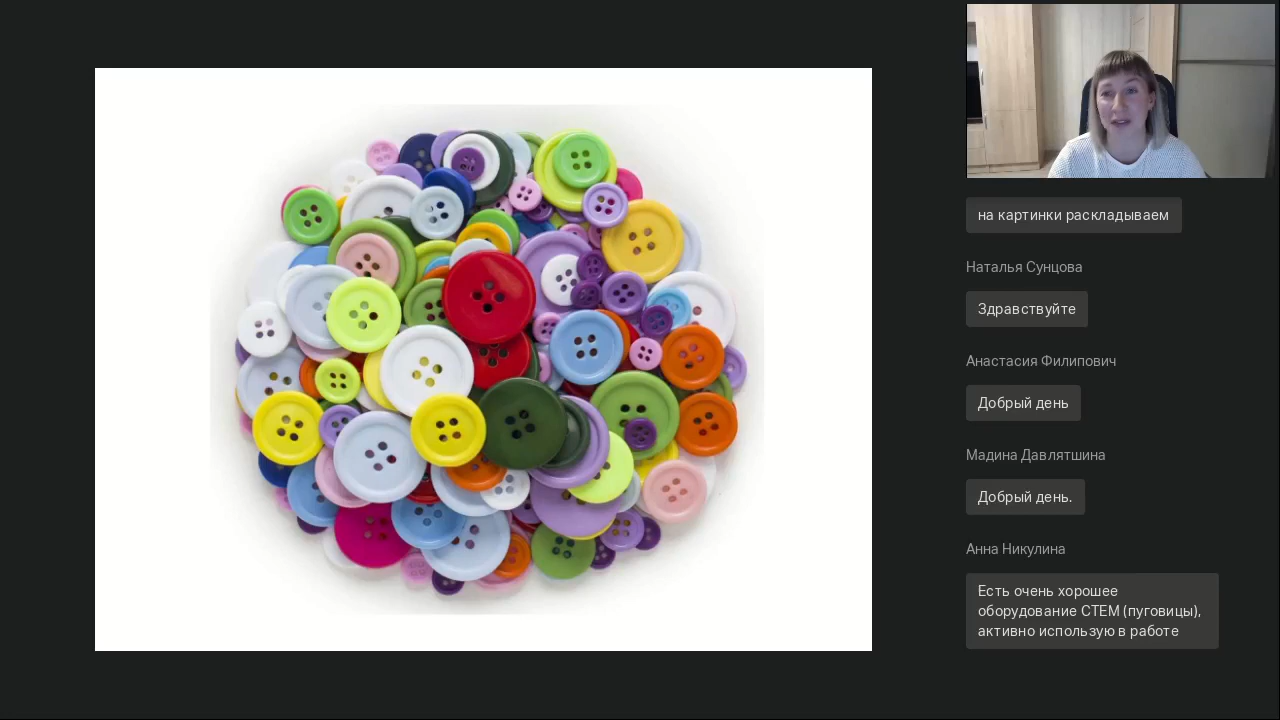 на картинки раскладываем
Наталья Сунцова
Здравствуйте
Анастасия Филипович
Добрый день
Мадина Давлятшина
Добрый день.
Анна Никулина
Есть очень хорошее
оборудование СТЕМ (пуговицы),
активно использую в работе